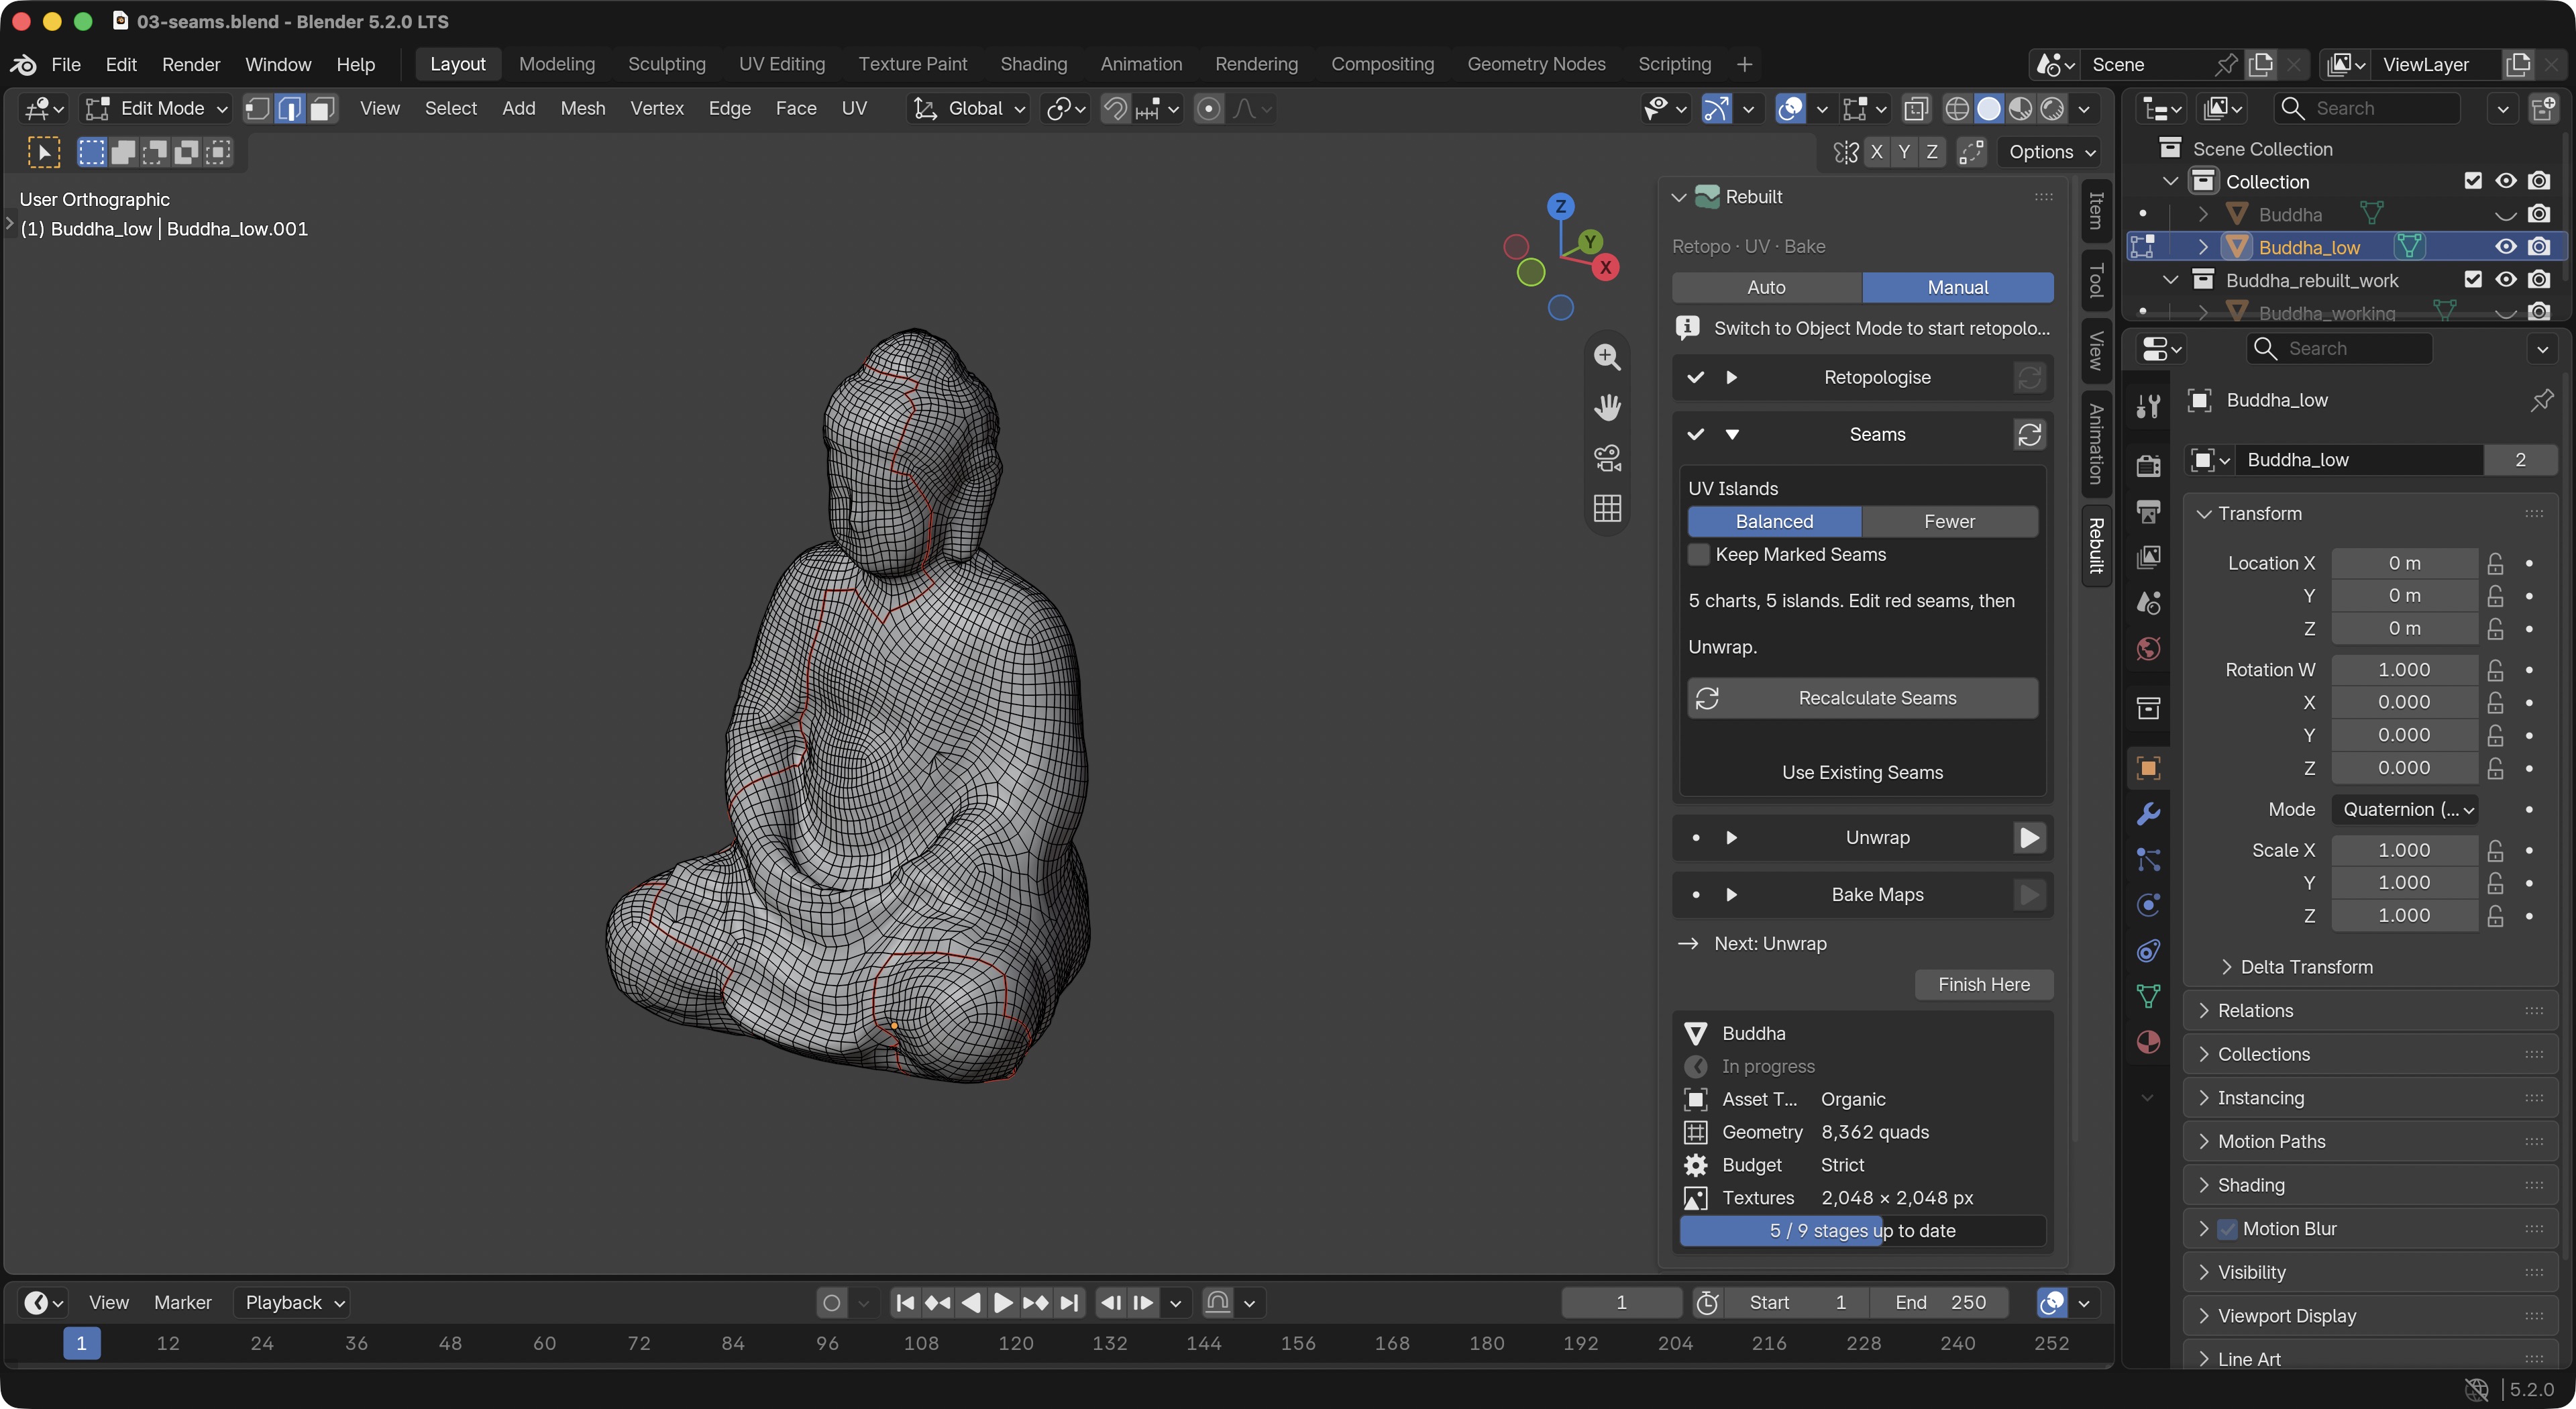 03-seams.blend - Blender 5.2.0 LTS
File Edit Render Window Help Layout Modeling Sculpting UV Editing Texture Paint Shading Animation Rendering Compositing Geometry Nodes Scripting + Scene ViewLayer
Edit Mode View Select Add Mesh Vertex Edge Face UV Global
X Y Z Options
User Orthographic
(1) Buddha_low | Buddha_low.001
Z
Y
X
Rebuilt
Retopo · UV · Bake
Auto Manual
Switch to Object Mode to start retopolo...
Retopologise
Seams
UV Islands
Balanced Fewer
Keep Marked Seams
5 charts, 5 islands. Edit red seams, then
Unwrap.
Recalculate Seams
Use Existing Seams
Unwrap
Bake Maps
Next: Unwrap
Finish Here
Buddha
In progress
Asset T... Organic
Geometry 8,362 quads
Budget Strict
Textures 2,048 × 2,048 px
5 / 9 stages up to date
Item
Tool
View
Animation
Rebuilt
Search
Scene Collection
Collection
Buddha
Buddha_low
Buddha_rebuilt_work
Buddha_working
Search
Buddha_low
Buddha_low 2
Transform
Location X 0 m
Y 0 m
Z 0 m
Rotation W 1.000
X 0.000
Y 0.000
Z 0.000
Mode Quaternion (...
Scale X 1.000
Y 1.000
Z 1.000
Delta Transform
Relations
Collections
Instancing
Motion Paths
Shading
Motion Blur
Visibility
Viewport Display
Line Art
View Marker Playback 1 Start 1 End 250
1 12 24 36 48 60 72 84 96 108 120 132 144 156 168 180 192 204 216 228 240 252
5.2.0